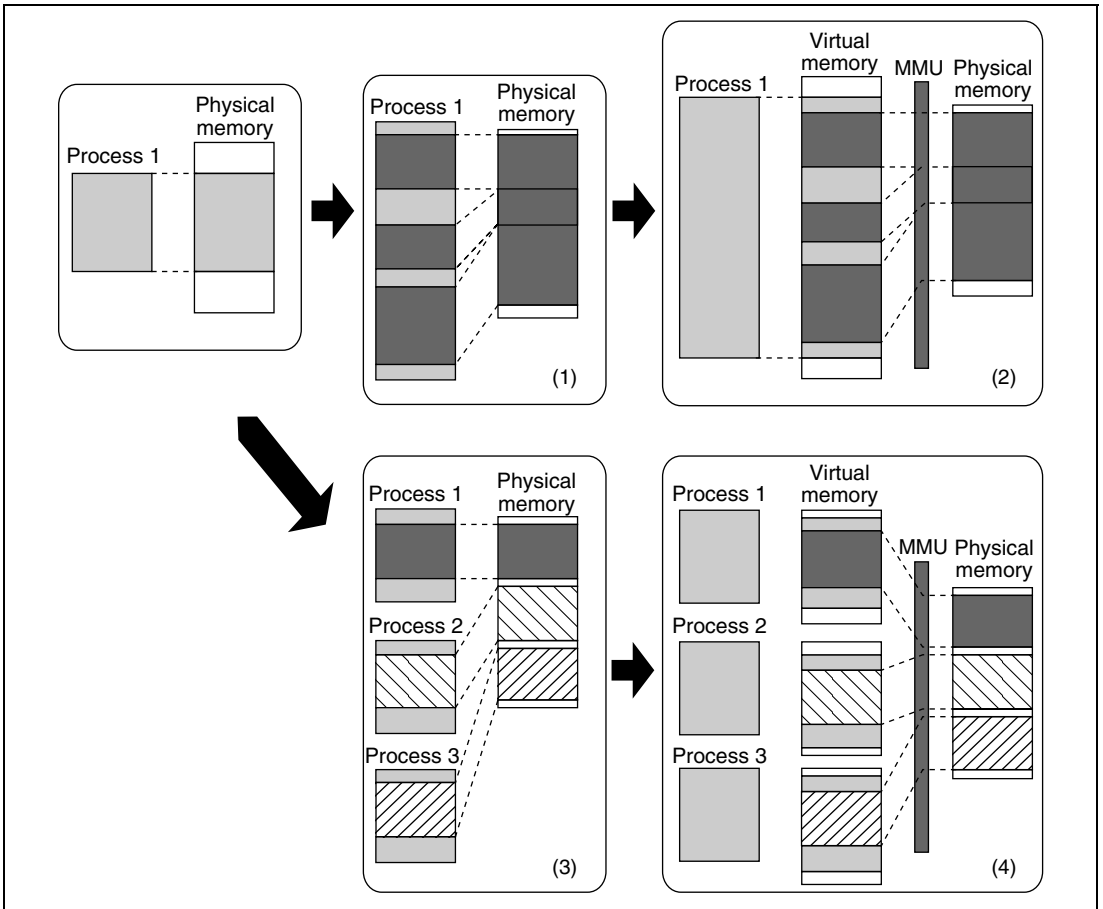 Physical
memory
Process 1
Process 1
Physical
memory
(1)
Virtual
memory
Process 1
MMU
Physical
memory
(2)
Process 1
Physical
memory
Process 2
Process 3
(3)
Process 1
Virtual
memory
MMU
Physical
memory
Process 2
Process 3
(4)